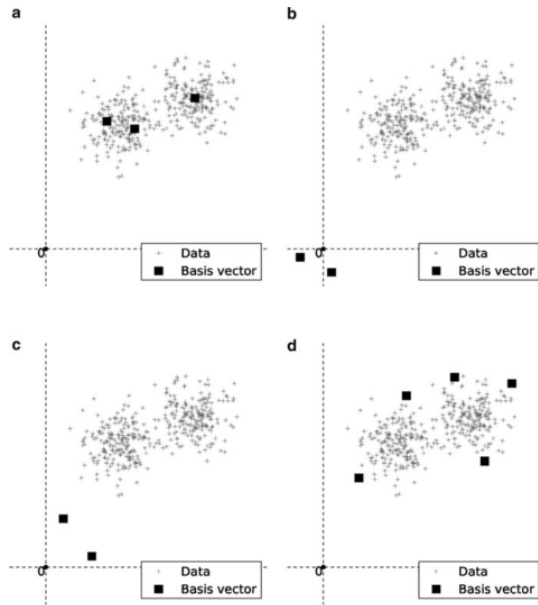 a
0
Data
Basis vector
b
0
Data
Basis vector
c
0
Data
Basis vector
d
0
Data
Basis vector